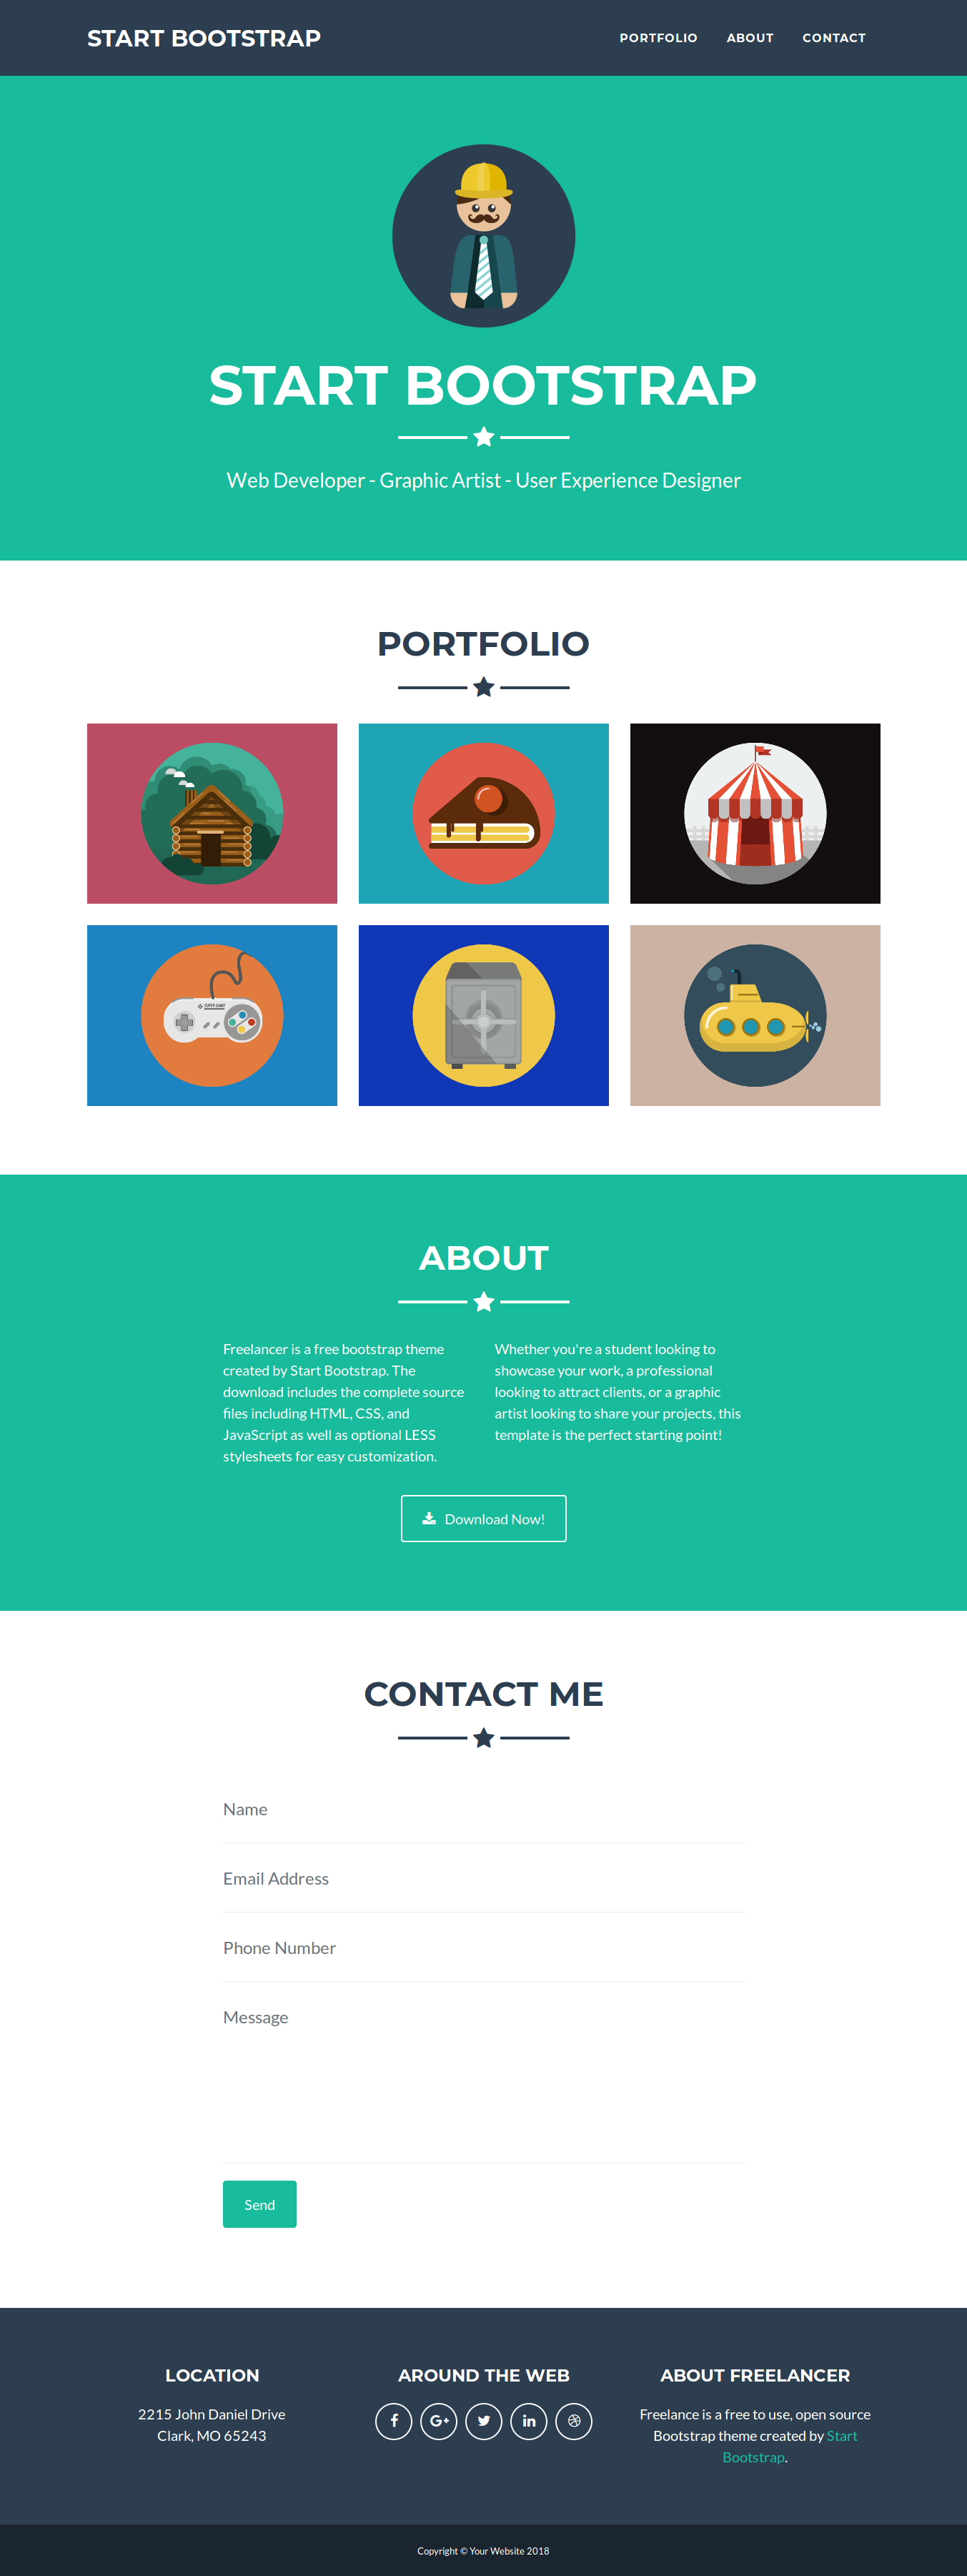 START BOOTSTRAP
PORTFOLIO ABOUT CONTACT
START BOOTSTRAP
Web Developer - Graphic Artist - User Experience Designer
PORTFOLIO
ABOUT
Freelancer is a free bootstrap theme
created by Start Bootstrap. The
download includes the complete source
files including HTML, CSS, and
JavaScript as well as optional LESS
stylesheets for easy customization.
Whether you're a student looking to
showcase your work, a professional
looking to attract clients, or a graphic
artist looking to share your projects, this
template is the perfect starting point!
Download Now!
CONTACT ME
Name
Email Address
Phone Number
Message
Send
LOCATION
2215 John Daniel Drive
Clark, MO 65243
AROUND THE WEB
ABOUT FREELANCER
Freelance is a free to use, open source
Bootstrap theme created by Start
Bootstrap.
Copyright © Your Website 2018